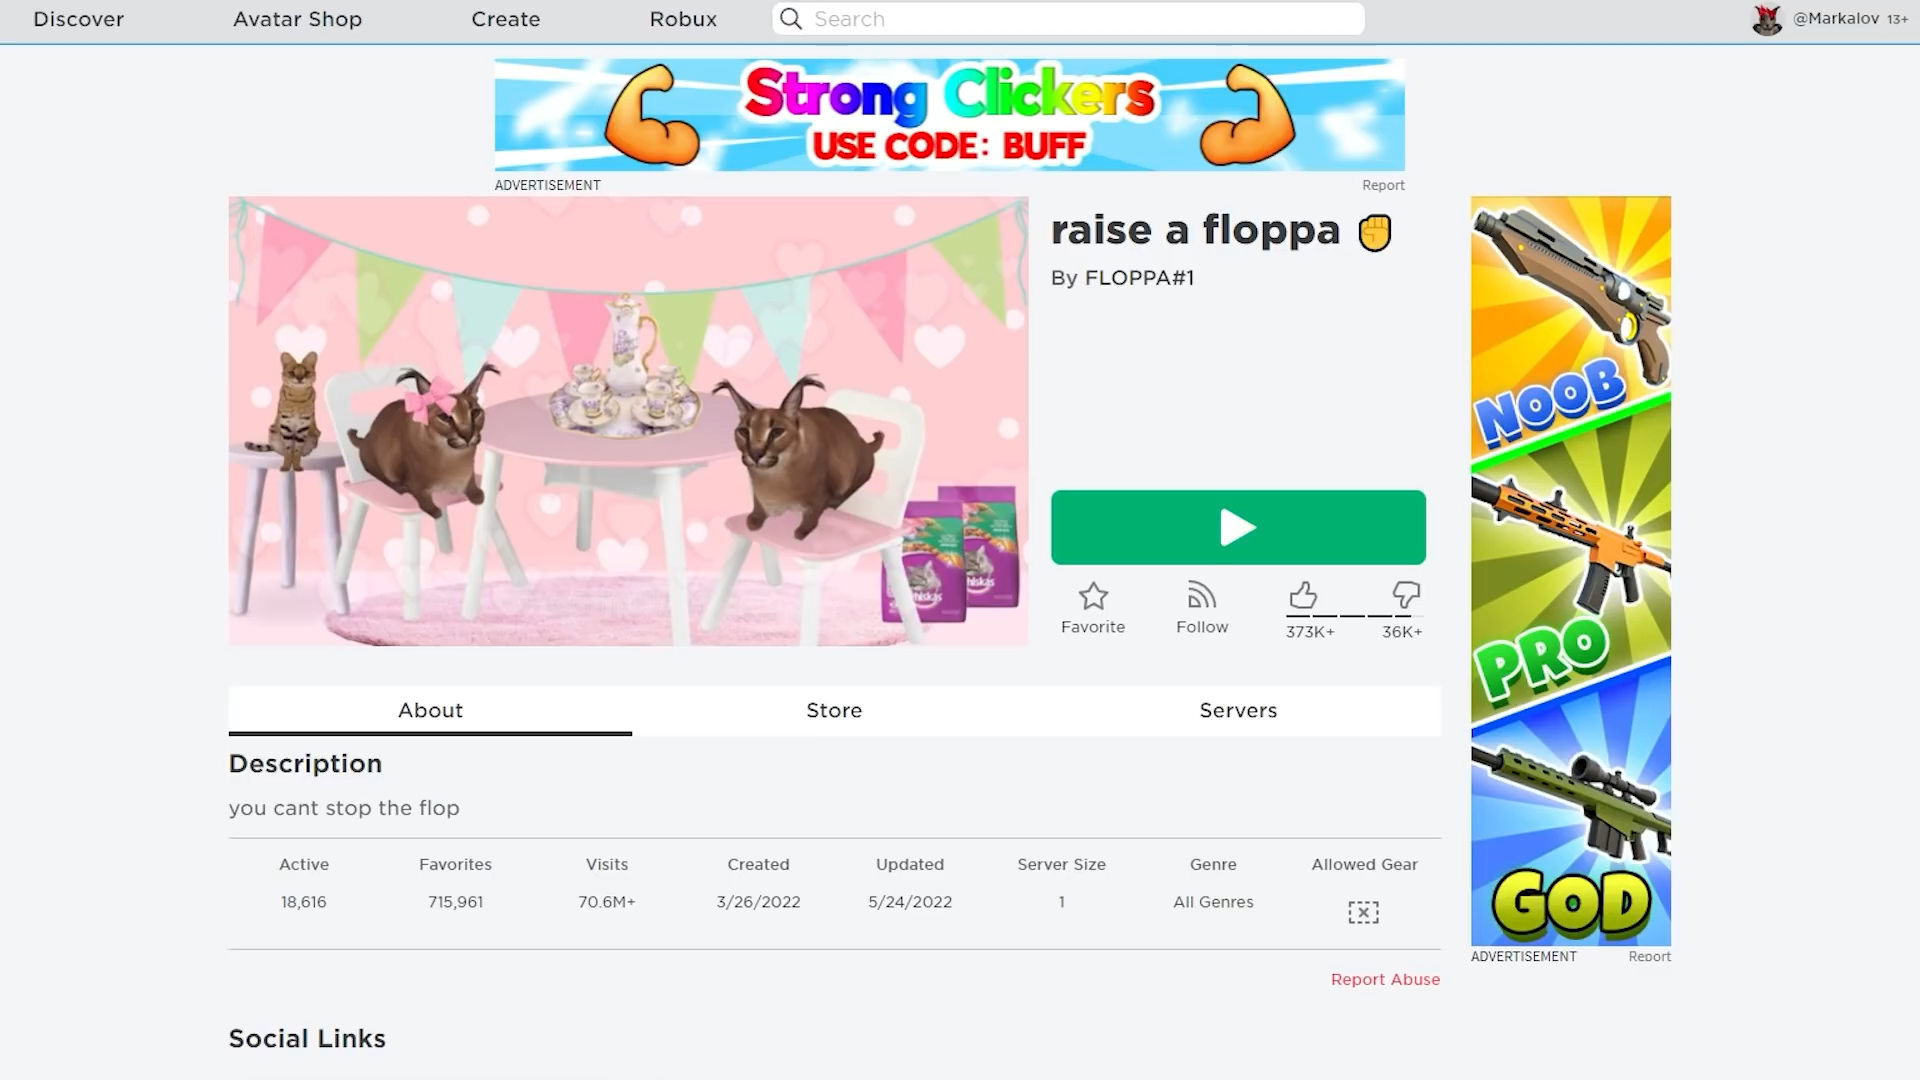 Discover
Avatar Shop
Create
Robux
Search
@Markalov 13+
Strong Clickers
USE CODE: BUFF
ADVERTISEMENT
Report
raise a floppa
By FLOPPA#1
Favorite
Follow
373K+
36K+
NOOB
PRO
GOD
ADVERTISEMENT
Report
About
Store
Servers
Description
you cant stop the flop
Active
Favorites
Visits
Created
Updated
Server Size
Genre
Allowed Gear
18,616
715,961
70.6M+
3/26/2022
5/24/2022
1
All Genres
Report Abuse
Social Links